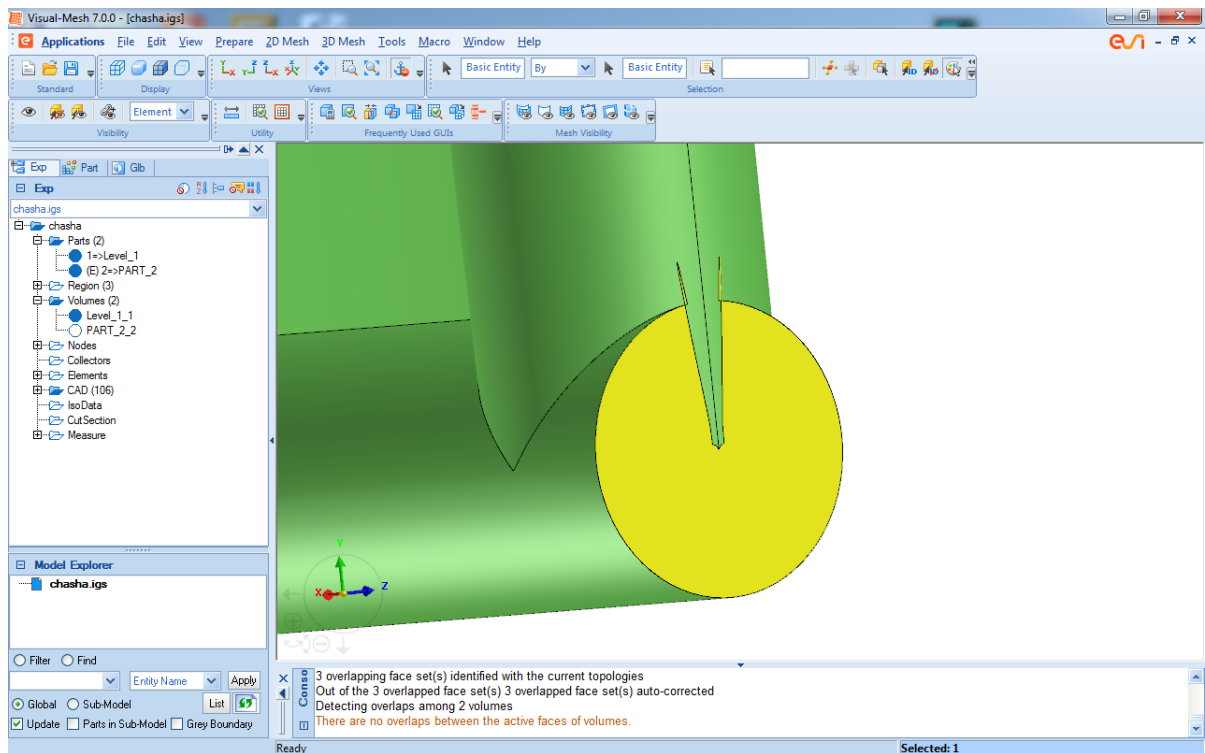 Visual-Mesh 7.0.0 - [chasha.igs]
Applications File Edit View Prepare 2D Mesh 3D Mesh Tools Macro Window Help
esi
Basic Entity By Basic Entity
Standard Display Views Selection
Element
Visibility Utility Frequently Used GUIs Mesh Visibility
Exp Part Glb
Exp
chasha.igs
chasha
Parts (2)
1=>Level_1
(E) 2=>PART_2
Region (3)
Volumes (2)
Level_1_1
PART_2_2
Nodes
Collectors
Elements
CAD (106)
IsoData
CutSection
Measure
Y
X Z
Model Explorer
chasha.igs
Filter Find
Entity Name Apply
Global Sub-Model List
Update Parts in Sub-Model Grey Boundary
Conso
3 overlapping face set(s) identified with the current topologies
Out of the 3 overlapped face set(s) 3 overlapped face set(s) auto-corrected
Detecting overlaps among 2 volumes
There are no overlaps between the active faces of volumes.
Ready Selected: 1